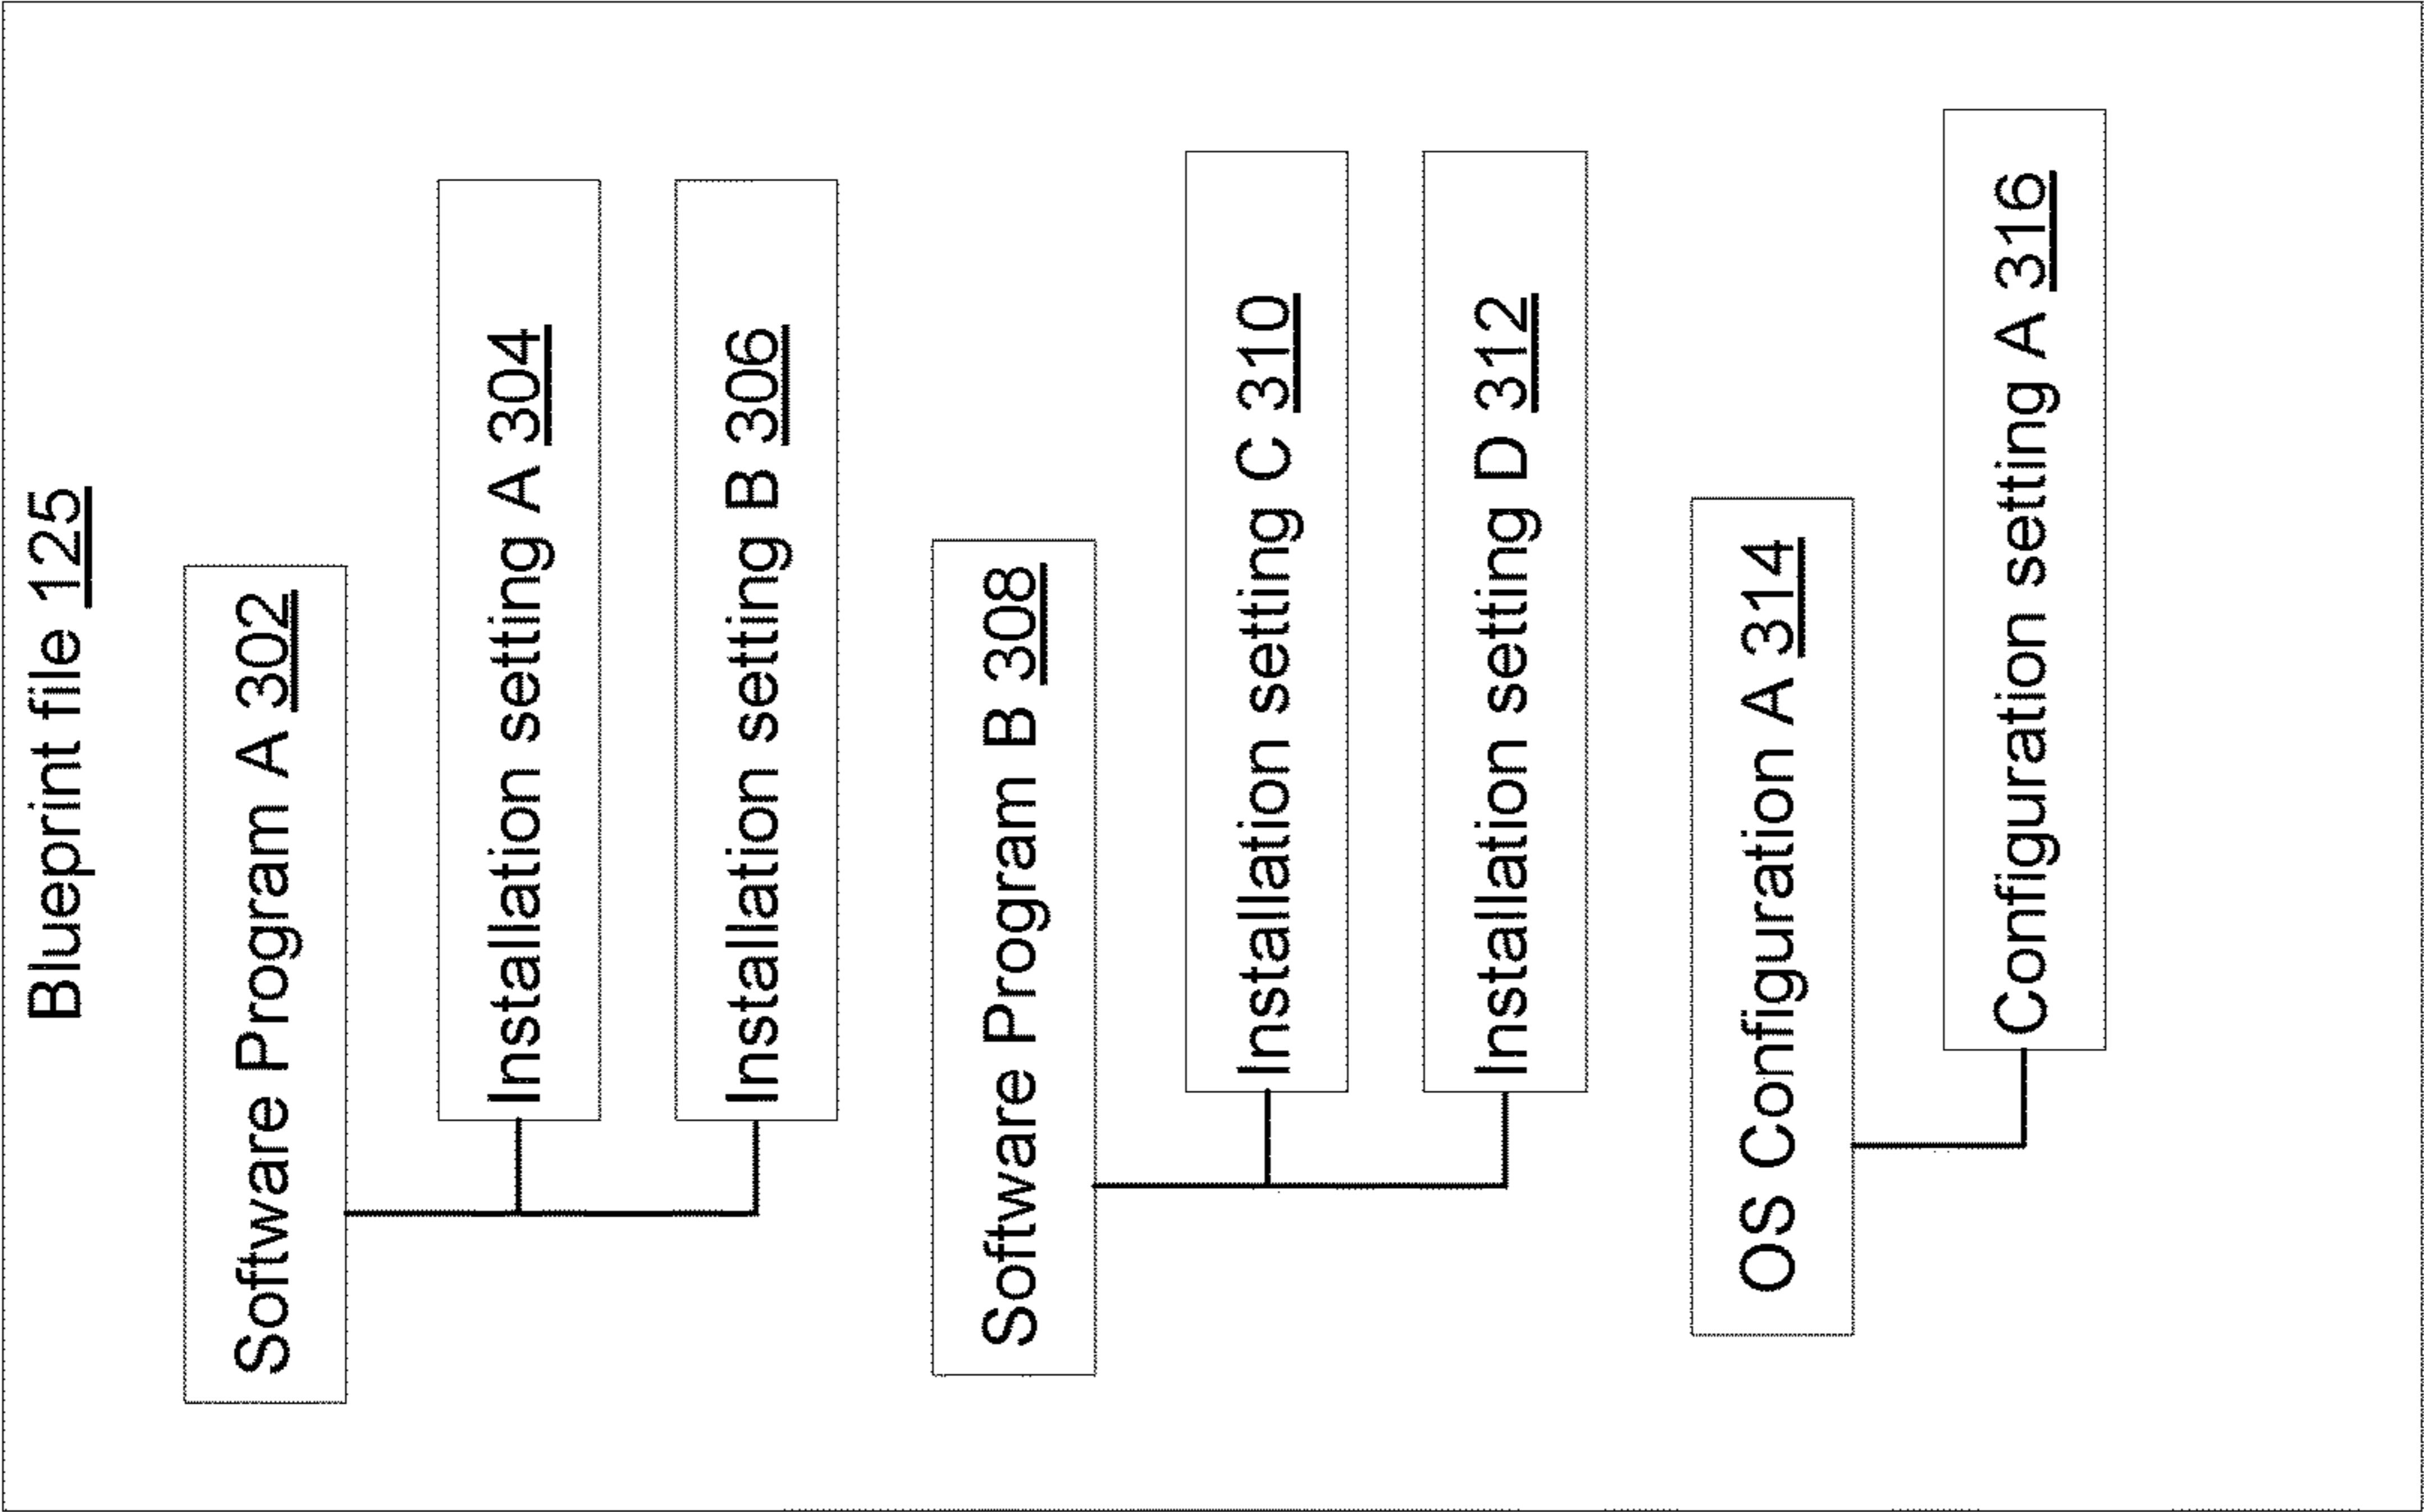 Blueprint file 125
Software Program A 302
Installation setting A 304
Installation setting B 306
Software Program B 308
Installation setting C 310
Installation setting D 312
OS Configuration A 314
Configuration setting A 316